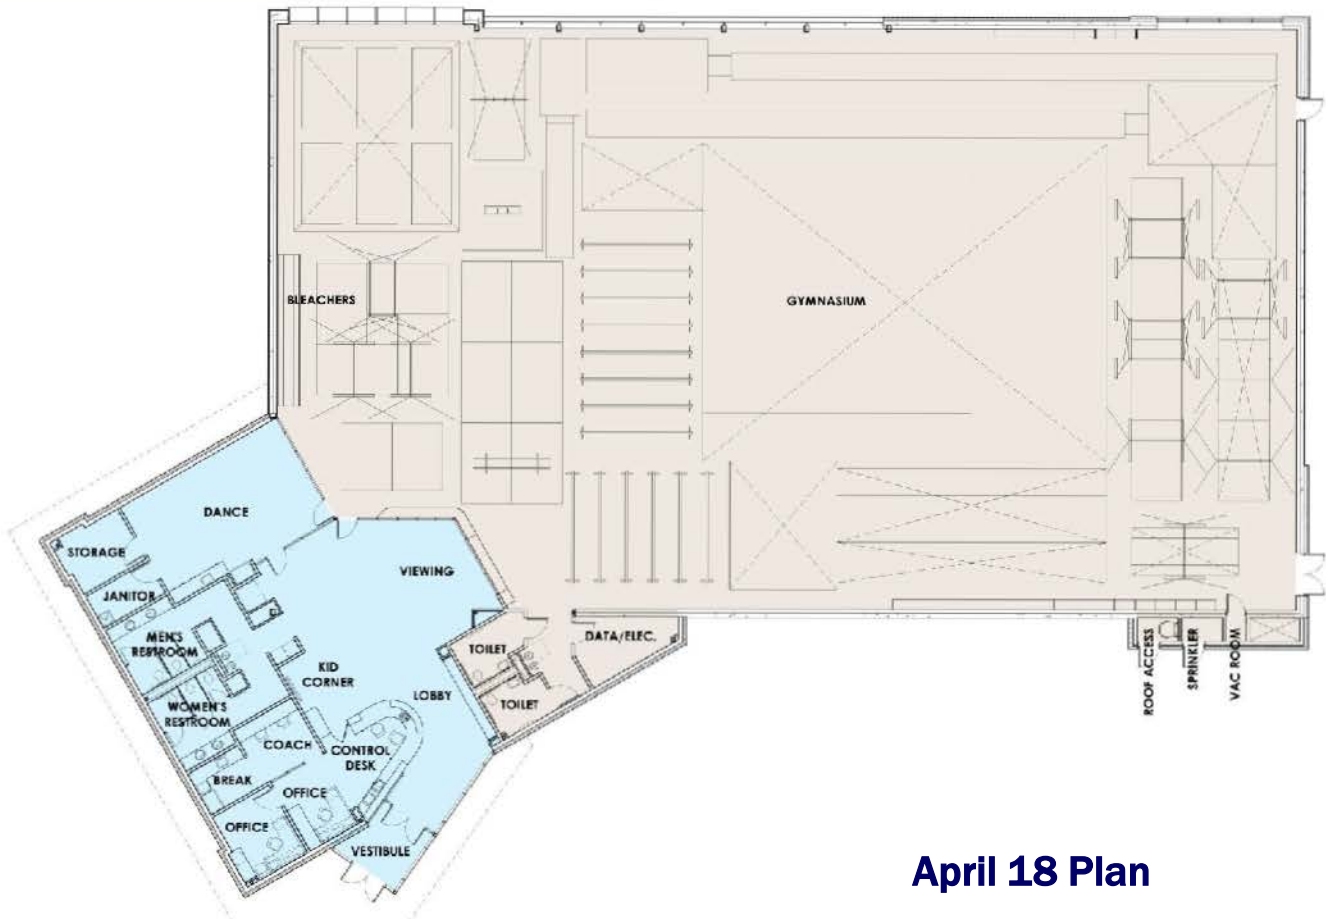 BLEACHERS
GYMNASIUM
DANCE
STORAGE
VIEWING
JANITOR
MEN'S
RESTROOM
TOILET
DATA/ELEC.
KID
CORNER
LOBBY
TOILET
WOMEN'S
RESTROOM
COACH
CONTROL
DESK
BREAK
OFFICE
OFFICE
VESTIBULE
ROOF ACCESS
SPRINKLER
VAC ROOM
April 18 Plan